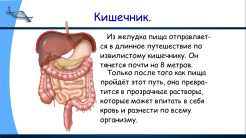 Кишечник.
Из желудка пища отправляет-
ся в длинное путешествие по
извилистому кишечнику. Он
тянется почти на 8 метров.
Только после того как пища
пройдёт этот путь, она превра-
тится в прозрачные растворы,
которые может впитать в себя
кровь и разнести по всему
организму.